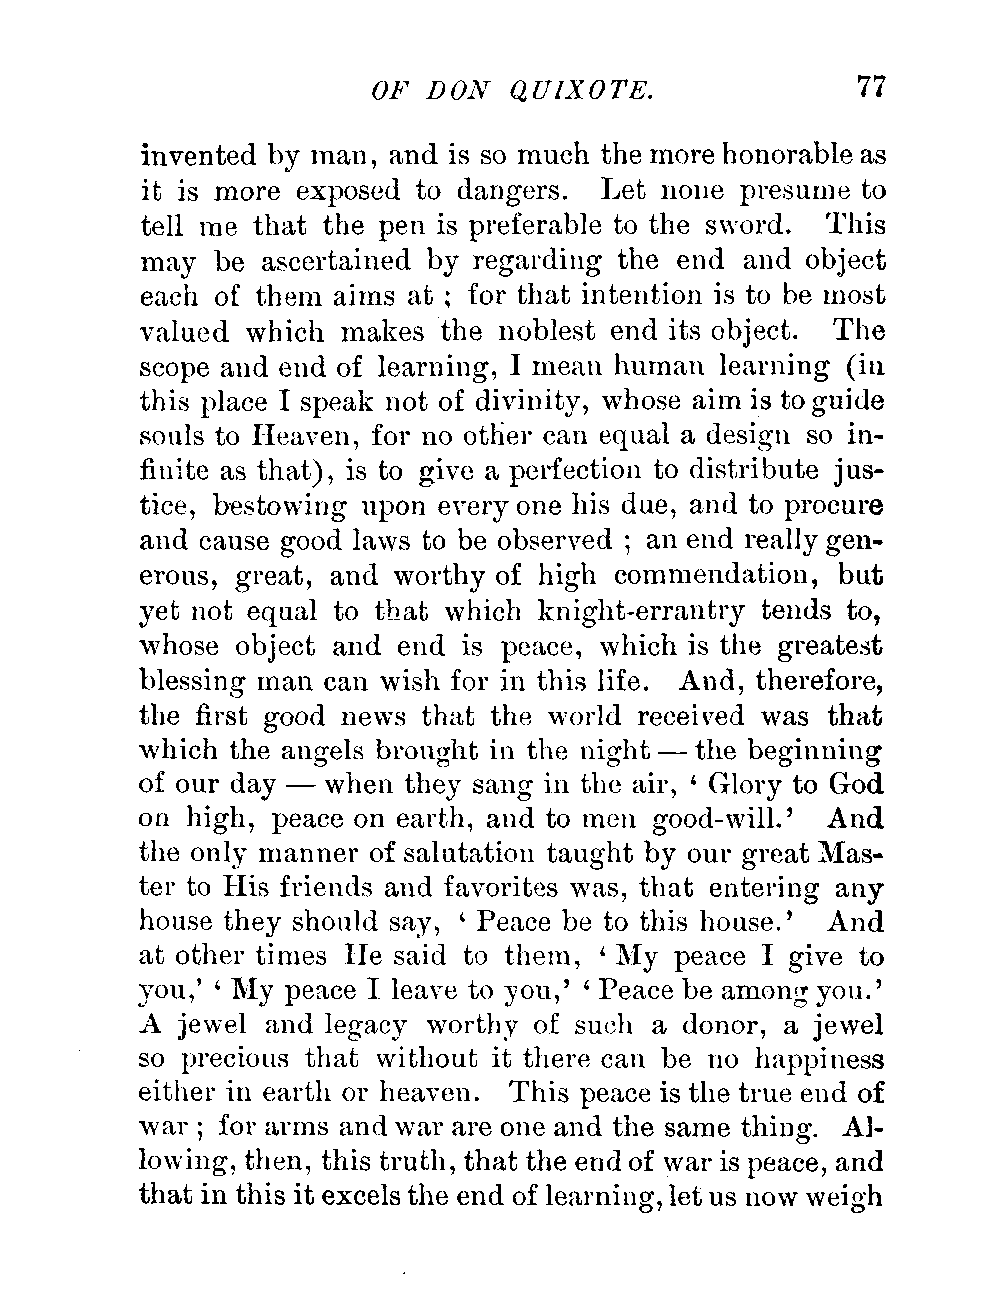 OF DON QUIXOTE. 77
invented by man, and is so much the more honorable as
it is more exposed to dangers. Let none presume to
tell me that the pen is preferable to the sword. This
may be ascertained by regarding the end and object
each of them aims at ; for that intention is to be most
valued which makes the noblest end its object. The
scope and end of learning, I mean human learning (in
this place I speak not of divinity, whose aim is to guide
souls to Heaven, for no other can equal a design so in-
finite as that), is to give a perfection to distribute jus-
tice, bestowing upon every one his due, and to procure
and cause good laws to be observed ; an end really gen-
erous, great, and worthy of high commendation, but
yet not equal to that which knight-errantry tends to,
whose object and end is peace, which is the greatest
blessing man can wish for in this life. And, therefore,
the first good news that the world received was that
which the angels brought in the night — the beginning
of our day — when they sang in the air, ‘ Glory to God
on high, peace on earth, and to men good-will.’ And
the only manner of salutation taught by our great Mas-
ter to His friends and favorites was, that entering any
house they should say, ‘ Peace be to this house.’ And
at other times He said to them, ‘ My peace I give to
you,’ ‘ My peace I leave to you,’ ‘ Peace be among you.’
A jewel and legacy worthy of such a donor, a jewel
so precious that without it there can be no happiness
either in earth or heaven. This peace is the true end of
war ; for arms and war are one and the same thing. Al-
lowing, then, this truth, that the end of war is peace, and
that in this it excels the end of learning, let us now weigh